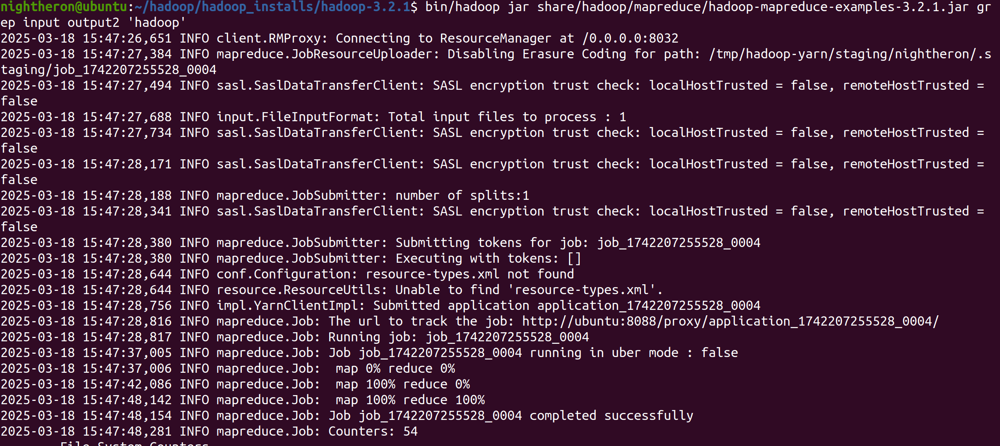 nightheron@ubuntu:~/hadoop/hadoop_installs/hadoop-3.2.1$ bin/hadoop jar share/hadoop/mapreduce/hadoop-mapreduce-examples-3.2.1.jar gr
ep input output2 'hadoop'
2025-03-18 15:47:26,651 INFO client.RMProxy: Connecting to ResourceManager at /0.0.0.0:8032
2025-03-18 15:47:27,384 INFO mapreduce.JobResourceUploader: Disabling Erasure Coding for path: /tmp/hadoop-yarn/staging/nightheron/.s
taging/job_1742207255528_0004
2025-03-18 15:47:27,494 INFO sasl.SaslDataTransferClient: SASL encryption trust check: localHostTrusted = false, remoteHostTrusted =
false
2025-03-18 15:47:27,688 INFO input.FileInputFormat: Total input files to process : 1
2025-03-18 15:47:27,734 INFO sasl.SaslDataTransferClient: SASL encryption trust check: localHostTrusted = false, remoteHostTrusted =
false
2025-03-18 15:47:28,171 INFO sasl.SaslDataTransferClient: SASL encryption trust check: localHostTrusted = false, remoteHostTrusted =
false
2025-03-18 15:47:28,188 INFO mapreduce.JobSubmitter: number of splits:1
2025-03-18 15:47:28,341 INFO sasl.SaslDataTransferClient: SASL encryption trust check: localHostTrusted = false, remoteHostTrusted =
false
2025-03-18 15:47:28,380 INFO mapreduce.JobSubmitter: Submitting tokens for job: job_1742207255528_0004
2025-03-18 15:47:28,380 INFO mapreduce.JobSubmitter: Executing with tokens: []
2025-03-18 15:47:28,644 INFO conf.Configuration: resource-types.xml not found
2025-03-18 15:47:28,644 INFO resource.ResourceUtils: Unable to find 'resource-types.xml'.
2025-03-18 15:47:28,756 INFO impl.YarnClientImpl: Submitted application application_1742207255528_0004
2025-03-18 15:47:28,816 INFO mapreduce.Job: The url to track the job: http://ubuntu:8088/proxy/application_1742207255528_0004/
2025-03-18 15:47:28,817 INFO mapreduce.Job: Running job: job_1742207255528_0004
2025-03-18 15:47:37,005 INFO mapreduce.Job: Job job_1742207255528_0004 running in uber mode : false
2025-03-18 15:47:37,006 INFO mapreduce.Job:  map 0% reduce 0%
2025-03-18 15:47:42,086 INFO mapreduce.Job:  map 100% reduce 0%
2025-03-18 15:47:48,142 INFO mapreduce.Job:  map 100% reduce 100%
2025-03-18 15:47:48,154 INFO mapreduce.Job: Job job_1742207255528_0004 completed successfully
2025-03-18 15:47:48,281 INFO mapreduce.Job: Counters: 54
File System Counters